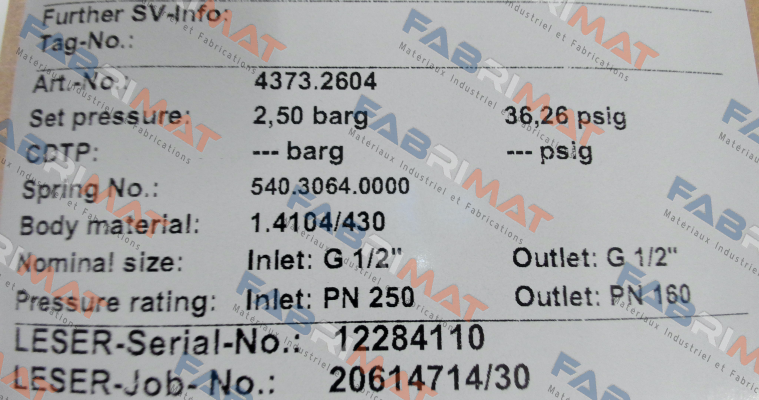 Further SV-Info:
Tag-No.:
Art.-No. 4373.2604
Set pressure: 2,50 barg 36,26 psig
CDTP: --- barg --- psig
Spring No.: 540.3064.0000
Body material: 1.4104/430
Nominal size: Inlet: G 1/2" Outlet: G 1/2"
Pressure rating: Inlet: PN 250 Outlet: PN 160
LESER-Serial-No.: 12284110
LESER-Job- No.: 20614714/30
FABRIMAT
Matériaux Industriel et Fabrications